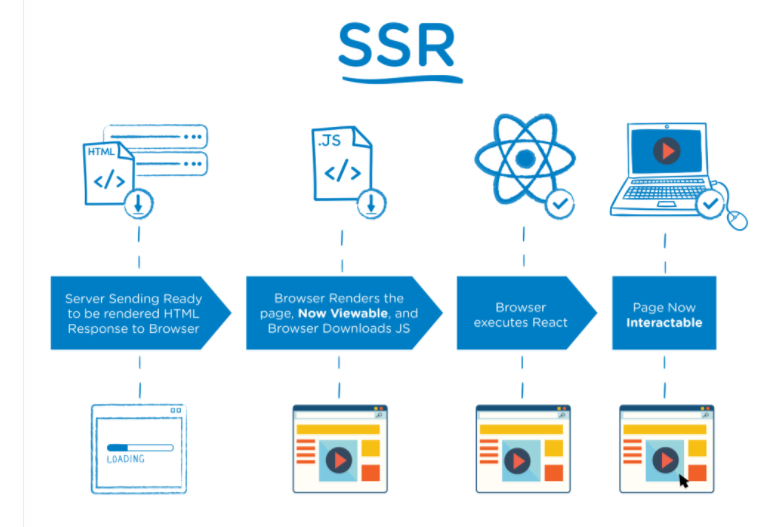 SSR
HTML
</>
.JS
</>
Server Sending Ready
to be rendered HTML
Response to Browser
Browser Renders the
page, Now Viewable, and
Browser Downloads JS
Browser
executes React
Page Now
Interactable
LOADING